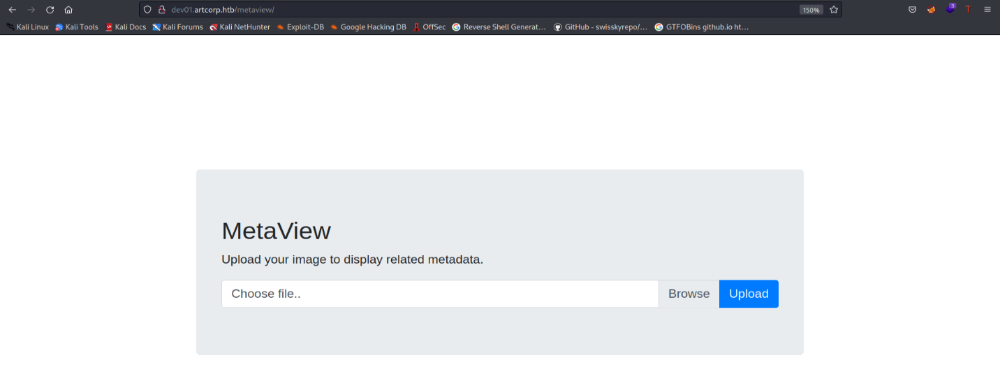 dev01.artcorp.htb/metaview/ 150%
3
Kali Linux Kali Tools Kali Docs Kali Forums Kali NetHunter Exploit-DB Google Hacking DB OffSec Reverse Shell Generat… GitHub - swisskyrepo/… GTFOBins github.io ht…
MetaView
Upload your image to display related metadata.
Choose file.. Browse Upload